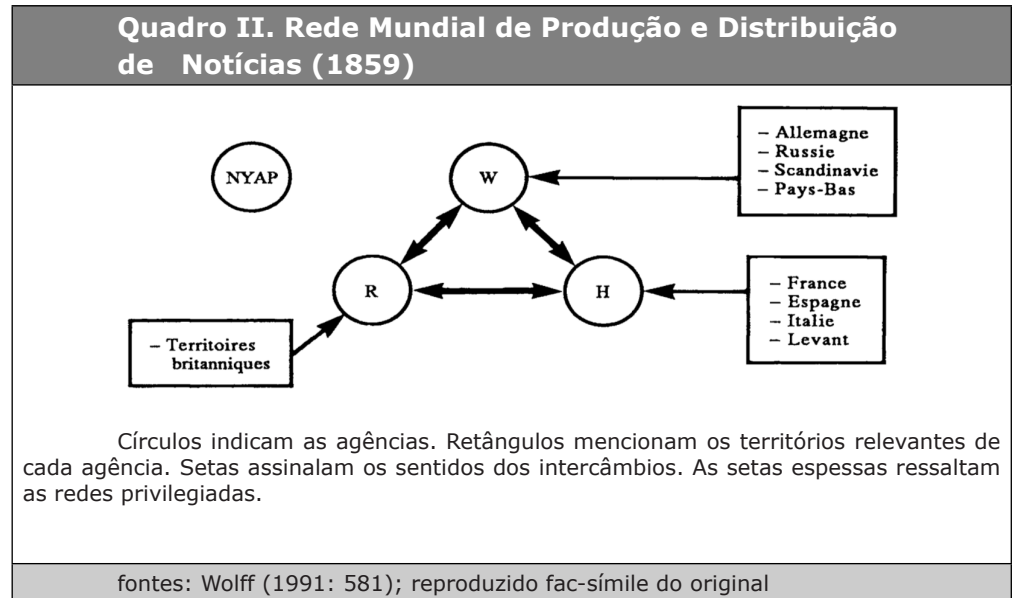 Quadro II. Rede Mundial de Produção e Distribuição
de Notícias (1859)
NYAP
W
– Allemagne
– Russie
– Scandinavie
– Pays-Bas
R
H
– France
– Espagne
– Italie
– Levant
– Territoires
britanniques
Círculos indicam as agências. Retângulos mencionam os territórios relevantes de
cada agência. Setas assinalam os sentidos dos intercâmbios. As setas espessas ressaltam
as redes privilegiadas.
fontes: Wolff (1991: 581); reproduzido fac-símile do original